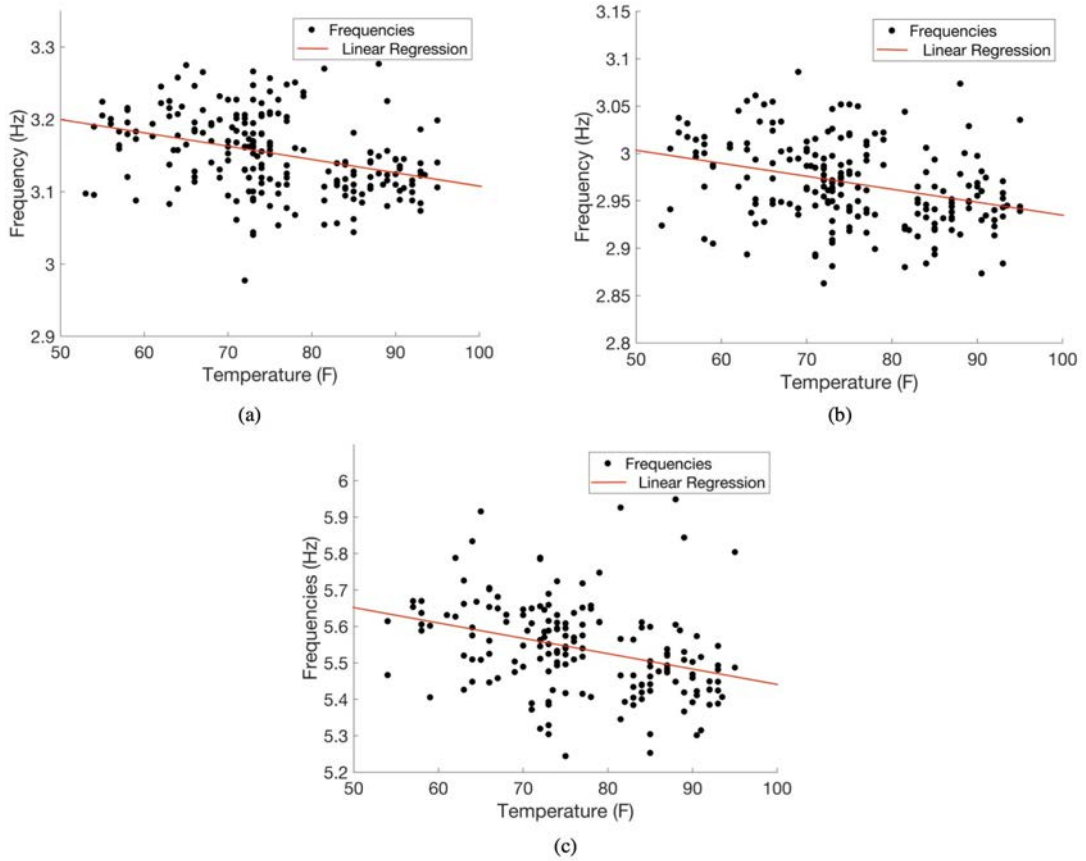 Frequencies
Linear Regression
3.3
3.2
3.1
3
2.9
Frequency (Hz)
50 60 70 80 90 100
Temperature (F)
(a)
Frequencies
Linear Regression
3.15
3.1
3.05
3
2.95
2.9
2.85
2.8
Frequency (Hz)
50 60 70 80 90 100
Temperature (F)
(b)
Frequencies
Linear Regression
6
5.9
5.8
5.7
5.6
5.5
5.4
5.3
5.2
Frequencies (Hz)
50 60 70 80 90 100
Temperature (F)
(c)